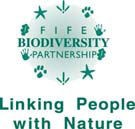 FIFE
BIODIVERSITY
PARTNERSHIP
Linking People
with Nature